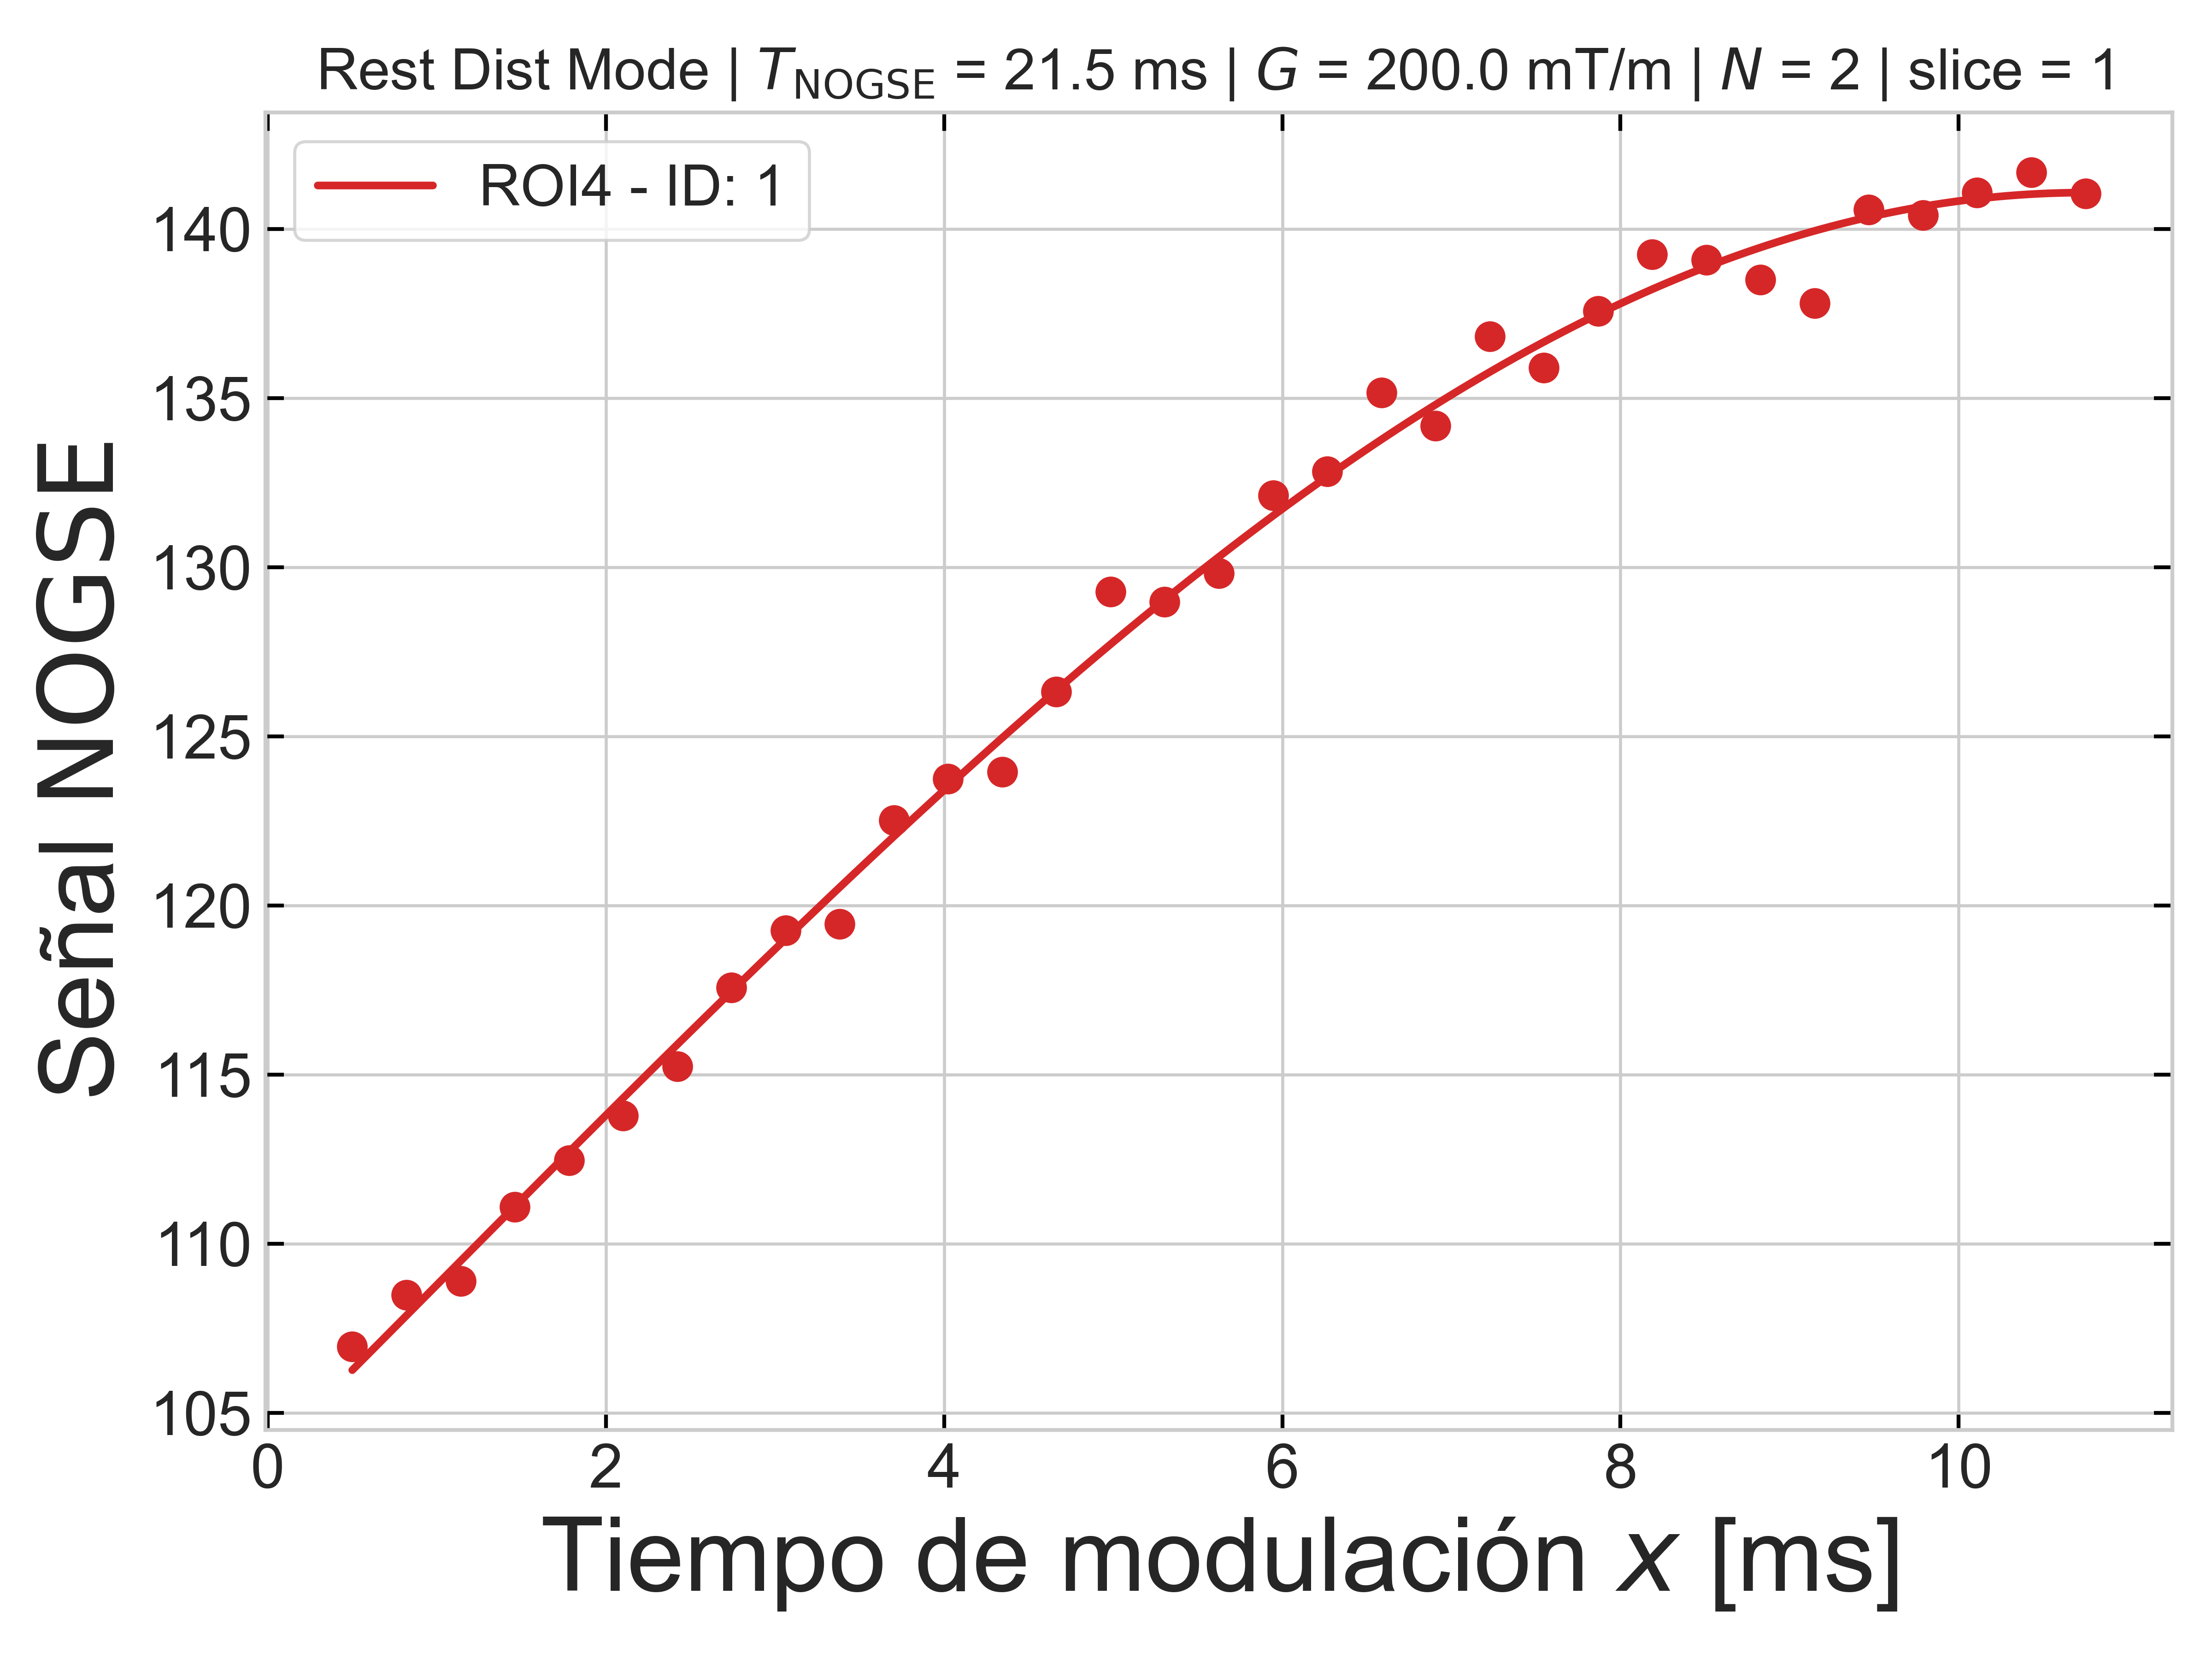 Rest Dist Mode | T_NOGSE = 21.5 ms | G = 200.0 mT/m | N = 2 | slice = 1
ROI4 - ID: 1
Señal NOGSE
140
135
130
125
120
115
110
105
0 2 4 6 8 10
Tiempo de modulación x [ms]